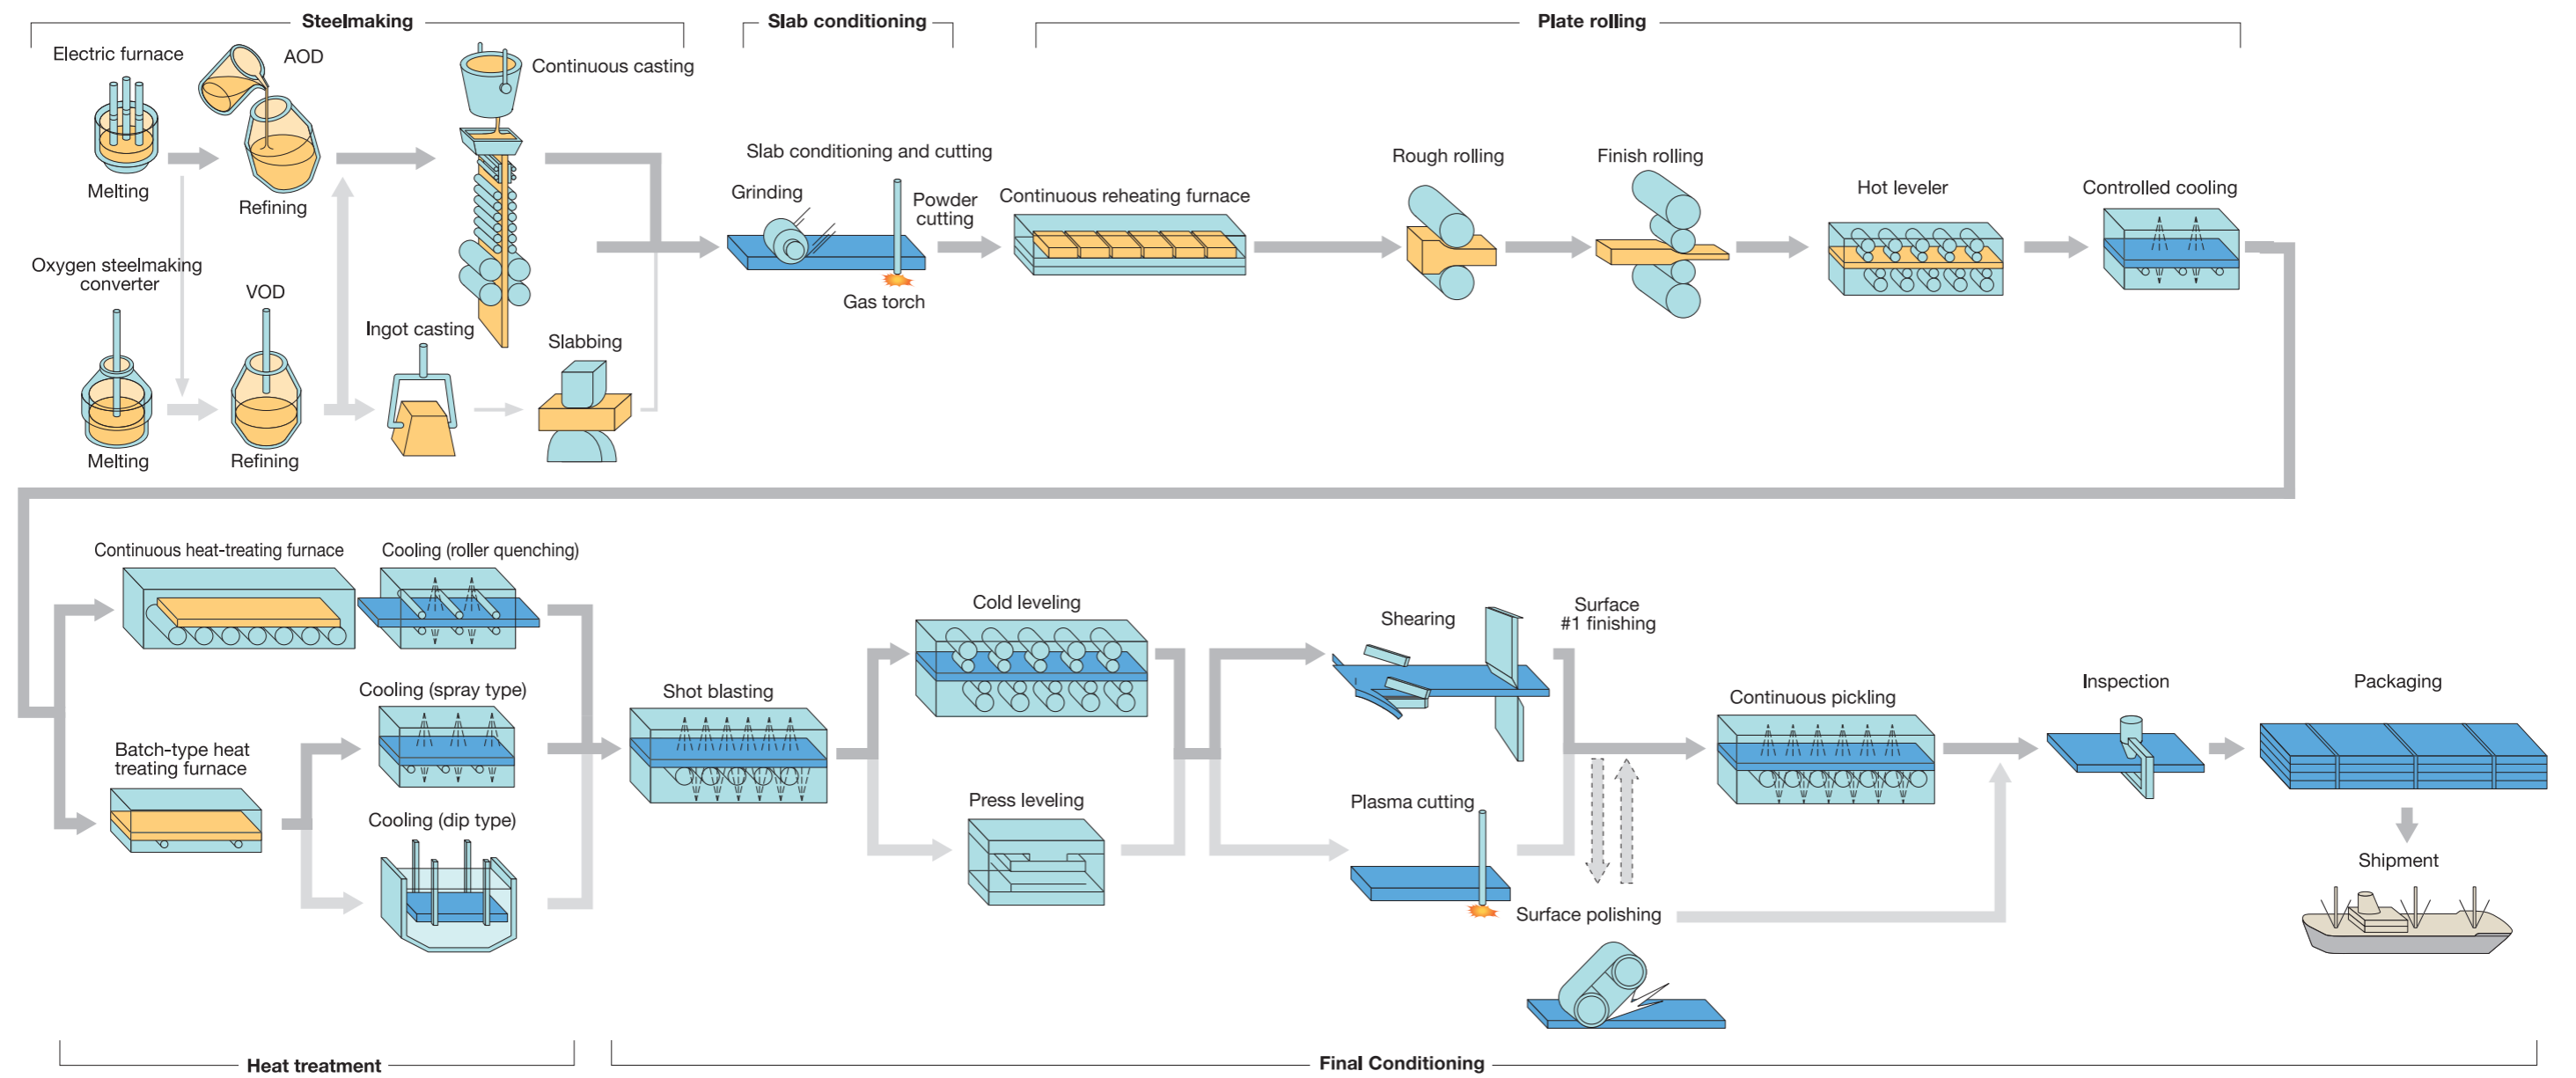 Steelmaking
Slab conditioning
Plate rolling
Electric furnace
AOD
Continuous casting
Melting
Refining
Oxygen steelmaking
converter
VOD
Melting
Refining
Ingot casting
Slabbing
Slab conditioning and cutting
Grinding
Powder
cutting
Gas torch
Continuous reheating furnace
Rough rolling
Finish rolling
Hot leveler
Controlled cooling
Continuous heat-treating furnace
Cooling (roller quenching)
Batch-type heat
treating furnace
Cooling (spray type)
Cooling (dip type)
Shot blasting
Cold leveling
Press leveling
Shearing
Surface
#1 finishing
Plasma cutting
Surface polishing
Continuous pickling
Inspection
Packaging
Shipment
Heat treatment
Final Conditioning